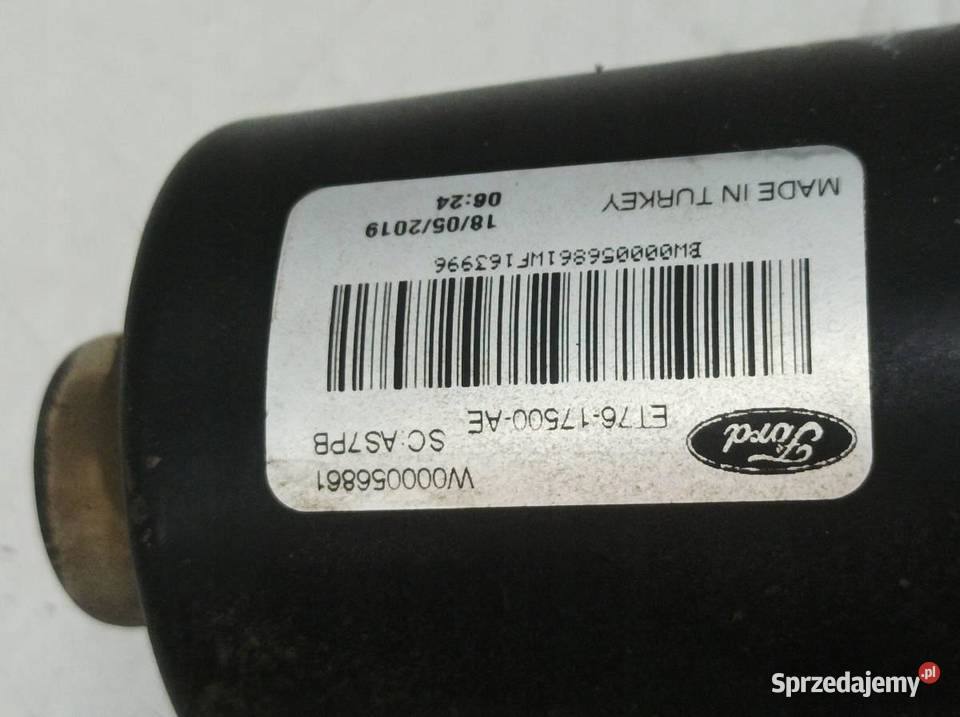 Ford
W000056861
ET76-17500-AE SC:AS7PB
BW000056861WF163996
MADE IN TURKEY
18/05/2019
06:24
Sprzedajemy.pl